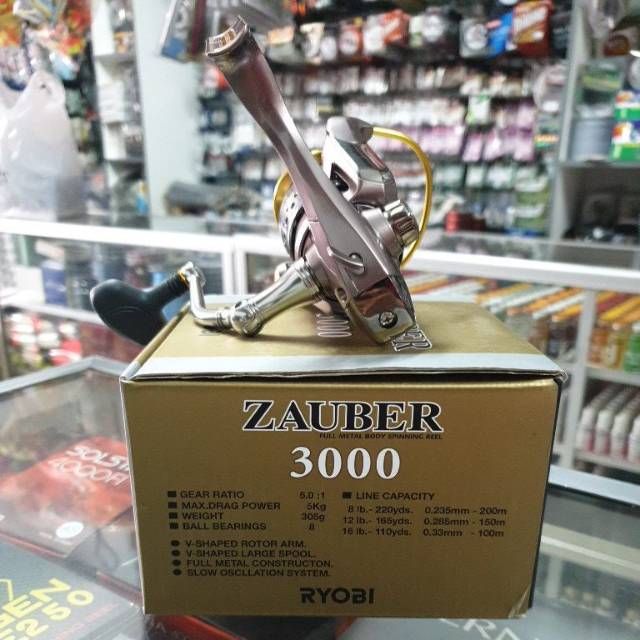 ZAUBER
FULL METAL BODY SPINNING REEL
3000
GEAR RATIO 5.0 :1
MAX.DRAG POWER 5Kg
WEIGHT 305g
BALL BEARINGS 8
LINE CAPACITY
8 lb.- 220yds. 0.235mm - 200m
12 lb.- 165yds. 0.285mm - 150m
16 lb.- 110yds. 0.33mm - 100m
V-SHAPED ROTOR ARM.
V-SHAPED LARGE SPOOL.
FULL METAL CONSTRUCTON.
SLOW OSCLLATION SYSTEM.
RYOBI